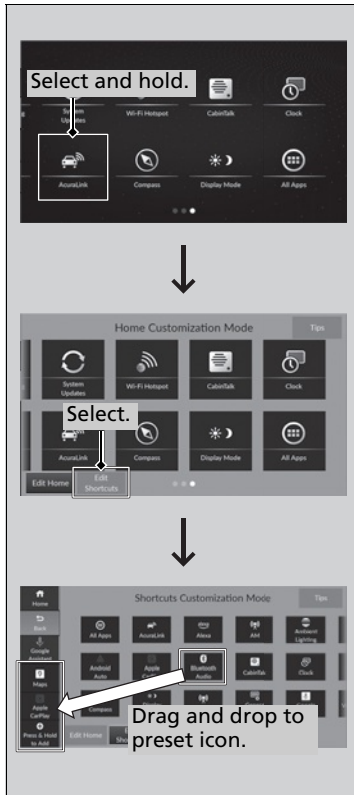 Select and hold.
System
Updates
Wi-Fi Hotspot
CabinTalk
Clock
AcuraLink
Compass
Display Mode
All Apps
Home Customization Mode
Tips
System
Updates
Wi-Fi Hotspot
CabinTalk
Clock
Select.
AcuraLink
Compass
Display Mode
All Apps
Edit Home
Edit
Shortcuts
Home
Shortcuts Customization Mode
Tips
Back
All Apps
AcuraLink
Alexa
AM
Ambient
Lighting
Google
Assistant
Maps
Android
Auto
Apple
CarPlay
Bluetooth
Audio
CabinTalk
Clock
Apple
CarPlay
Compass
Drag and drop to
preset icon.
Press & Hold
to Add
Edit Home